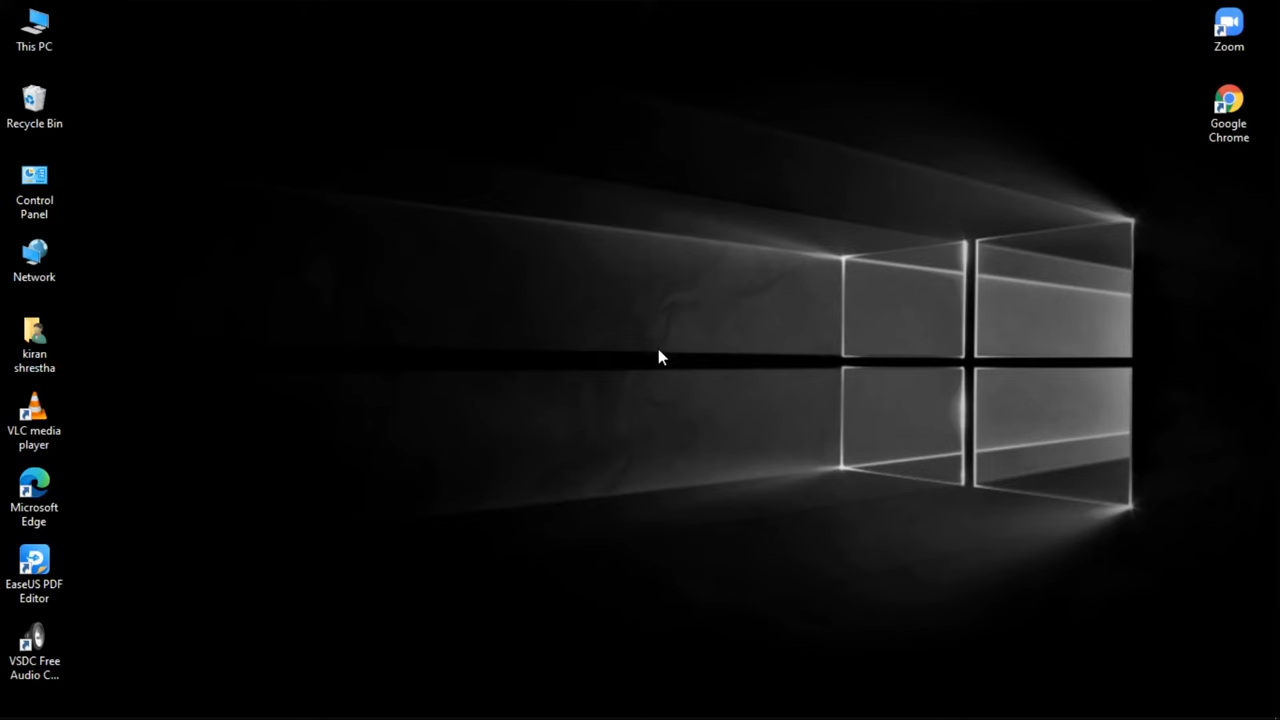 This PC
Recycle Bin
Control
Panel
Network
kiran
shrestha
VLC media
player
Microsoft
Edge
EaseUS PDF
Editor
VSDC Free
Audio C...
Zoom
Google
Chrome